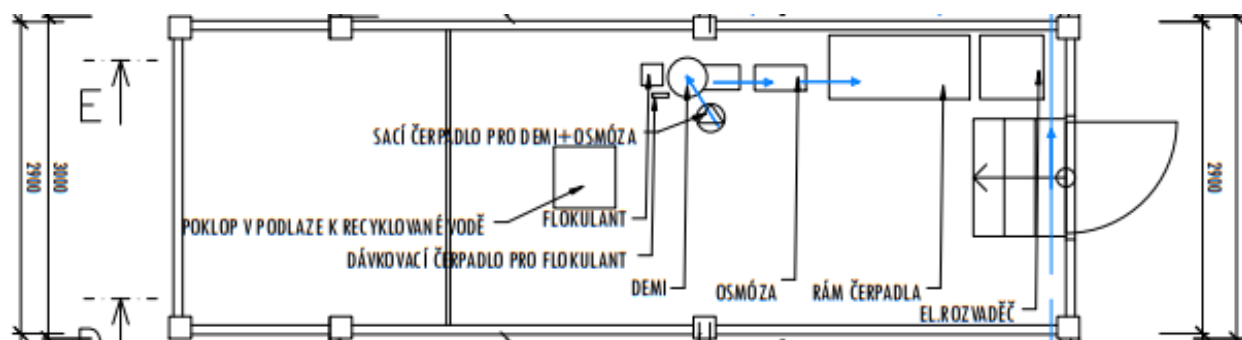 E
2900
3000
SACÍ ČERPADLO PRO DEMI+OSMÓZA
POKLOP V PODLAZE K RECYKLOVANÉ VODĚ
FLOKULANT
DÁVKOVACÍ ČERPADLO PRO FLOKULANT
DEMI
OSMÓZA
RÁM ČERPADLA
EL.ROZVADĚČ
2900